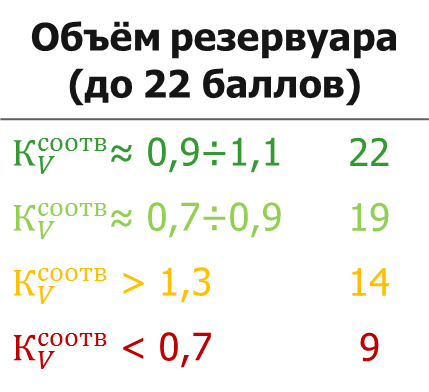 Объём резервуара
(до 22 баллов)
К_V^соотв ≈ 0,9÷1,1 22
К_V^соотв ≈ 0,7÷0,9 19
К_V^соотв > 1,3 14
К_V^соотв < 0,7 9